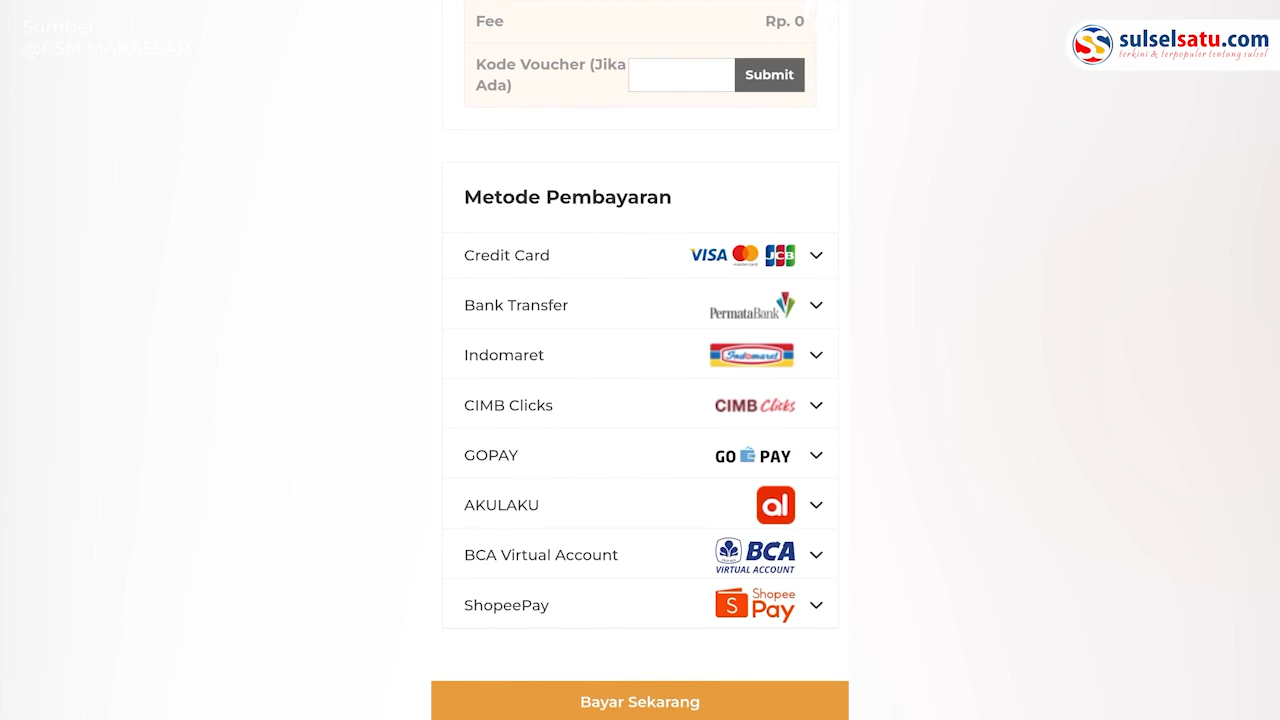 Sumber
@PSM MAKASSAR
sulselsatu.com
terkini & terpopuler tentang sulsel
Fee Rp. 0
Kode Voucher (Jika
Ada)
Submit
Metode Pembayaran
Credit Card VISA mastercard JCB
Bank Transfer PermataBank
Indomaret Indomaret
CIMB Clicks CIMB Clicks
GOPAY GO PAY
AKULAKU al
BCA Virtual Account BCA
VIRTUAL ACCOUNT
ShopeePay S Shopee
Pay
Bayar Sekarang